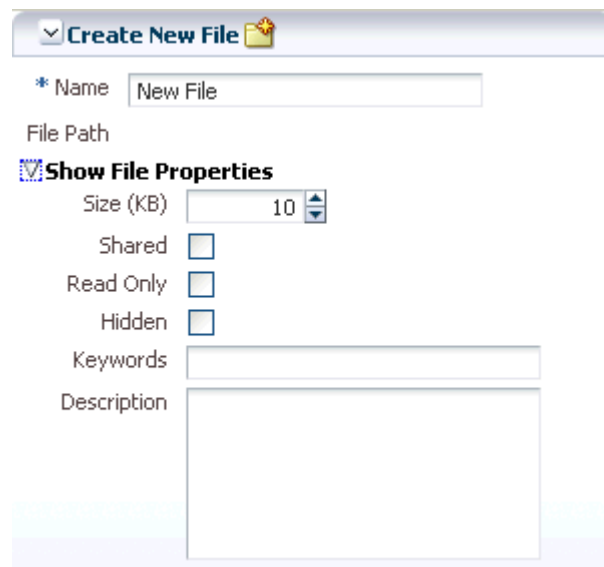 Create New File
* Name New File
File Path
Show File Properties
Size (KB) 10
Shared
Read Only
Hidden
Keywords
Description